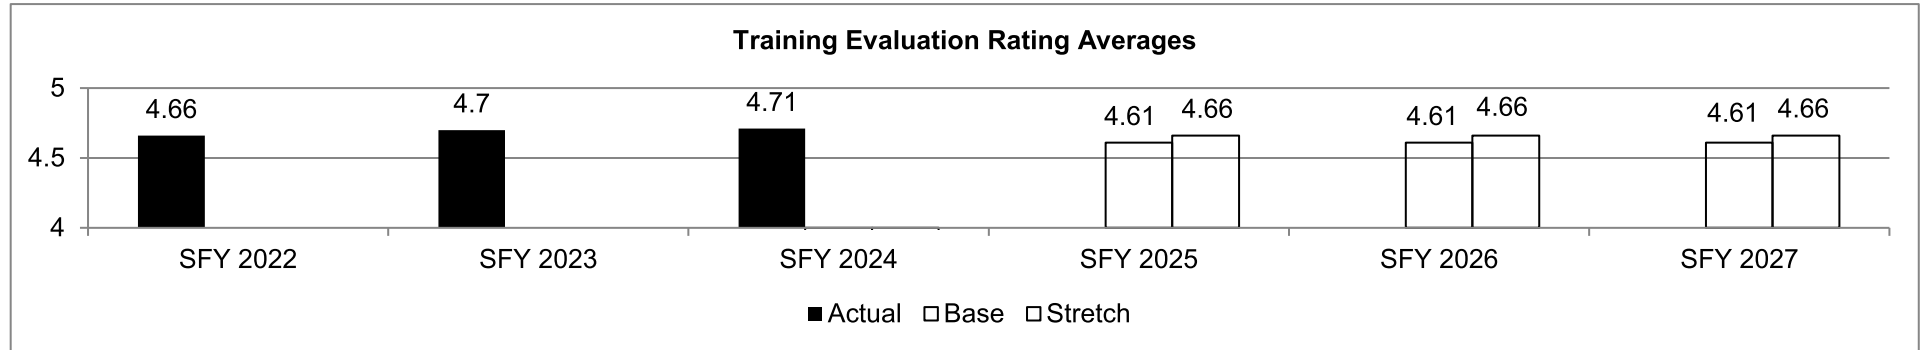 Training Evaluation Rating Averages
5
4.66
4.7
4.71
4.61
4.66
4.61
4.66
4.61
4.66
4.5
4
SFY 2022
SFY 2023
SFY 2024
SFY 2025
SFY 2026
SFY 2027
Actual Base Stretch